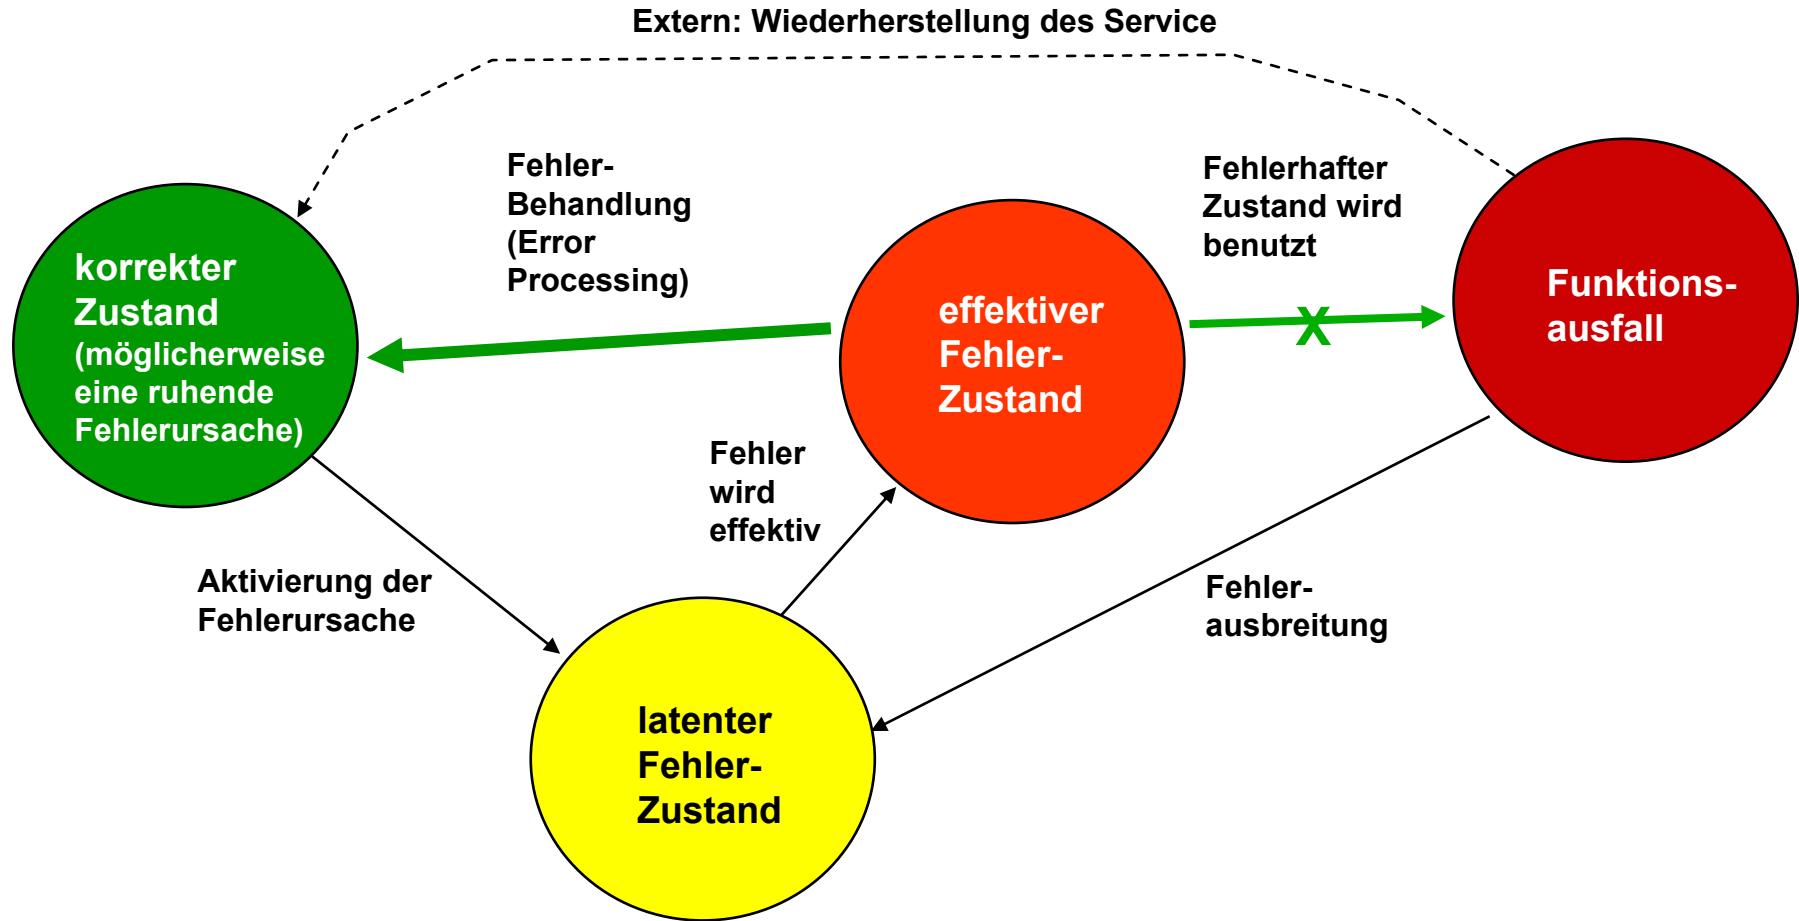 Extern: Wiederherstellung des Service
Fehler-
Behandlung
(Error
Processing)
Fehlerhafter
Zustand wird
benutzt
korrekter
Zustand
(möglicherweise
eine ruhende
Fehlerursache)
effektiver
Fehler-
Zustand
X
Funktions-
ausfall
Fehler
wird
effektiv
Aktivierung der
Fehlerursache
Fehler-
ausbreitung
latenter
Fehler-
Zustand